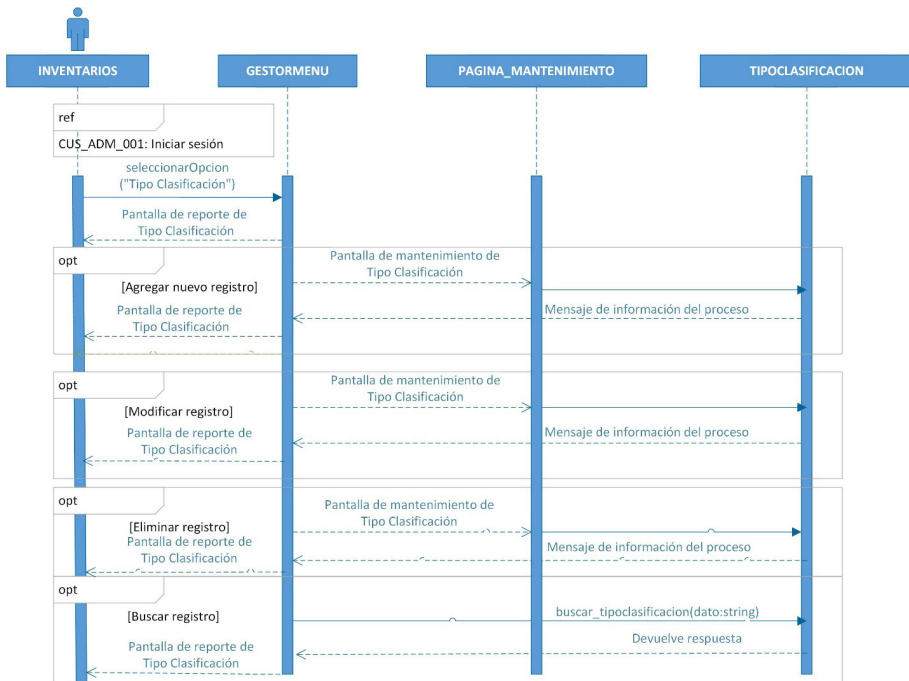 INVENTARIOS
GESTORMENU
PAGINA_MANTENIMIENTO
TIPOCLASIFICACION
ref
CUS_ADM_001: Iniciar sesión
seleccionarOpcion
("Tipo Clasificación")
Pantalla de reporte de
Tipo Clasificación
opt
Pantalla de mantenimiento de
Tipo Clasificación
[Agregar nuevo registro]
Mensaje de información del proceso
Pantalla de reporte de
Tipo Clasificación
opt
Pantalla de mantenimiento de
Tipo Clasificación
[Modificar registro]
Mensaje de información del proceso
Pantalla de reporte de
Tipo Clasificación
opt
Pantalla de mantenimiento de
Tipo Clasificación
[Eliminar registro]
Mensaje de información del proceso
Pantalla de reporte de
Tipo Clasificación
opt
[Buscar registro]
buscar_tipoclasificacion(dato:string)
Devuelve respuesta
Pantalla de reporte de
Tipo Clasificación